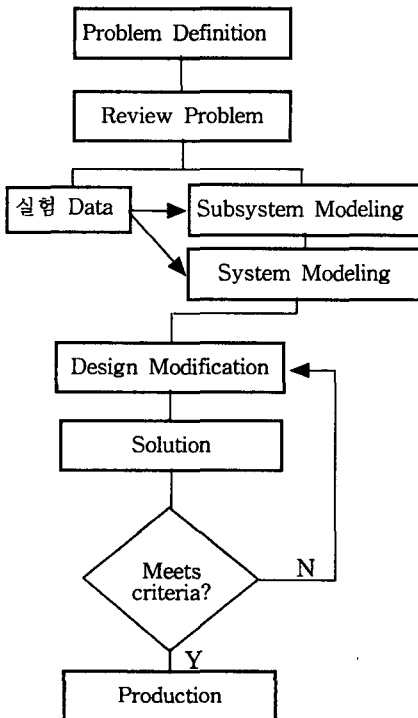 Problem Definition
Review Problem
실험 Data
Subsystem Modeling
System Modeling
Design Modification
Solution
Meets
criteria?
N
Y
Production